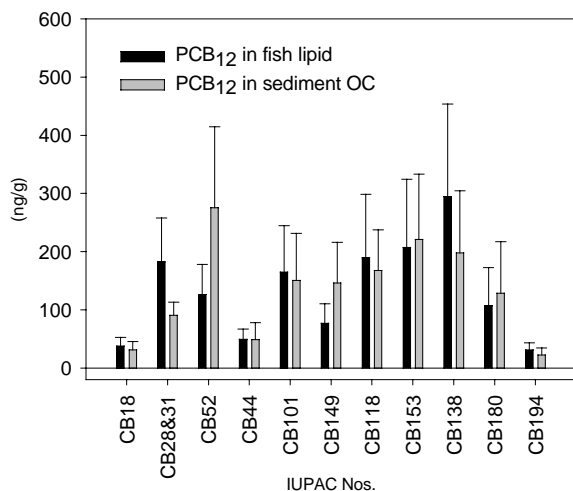 600
PCB12 in fish lipid
PCB12 in sediment OC
500
400
(ng/g)
300
200
100
0
CB18
CB28&31
CB52
CB44
CB101
CB149
CB118
CB153
CB138
CB180
CB194
IUPAC Nos.